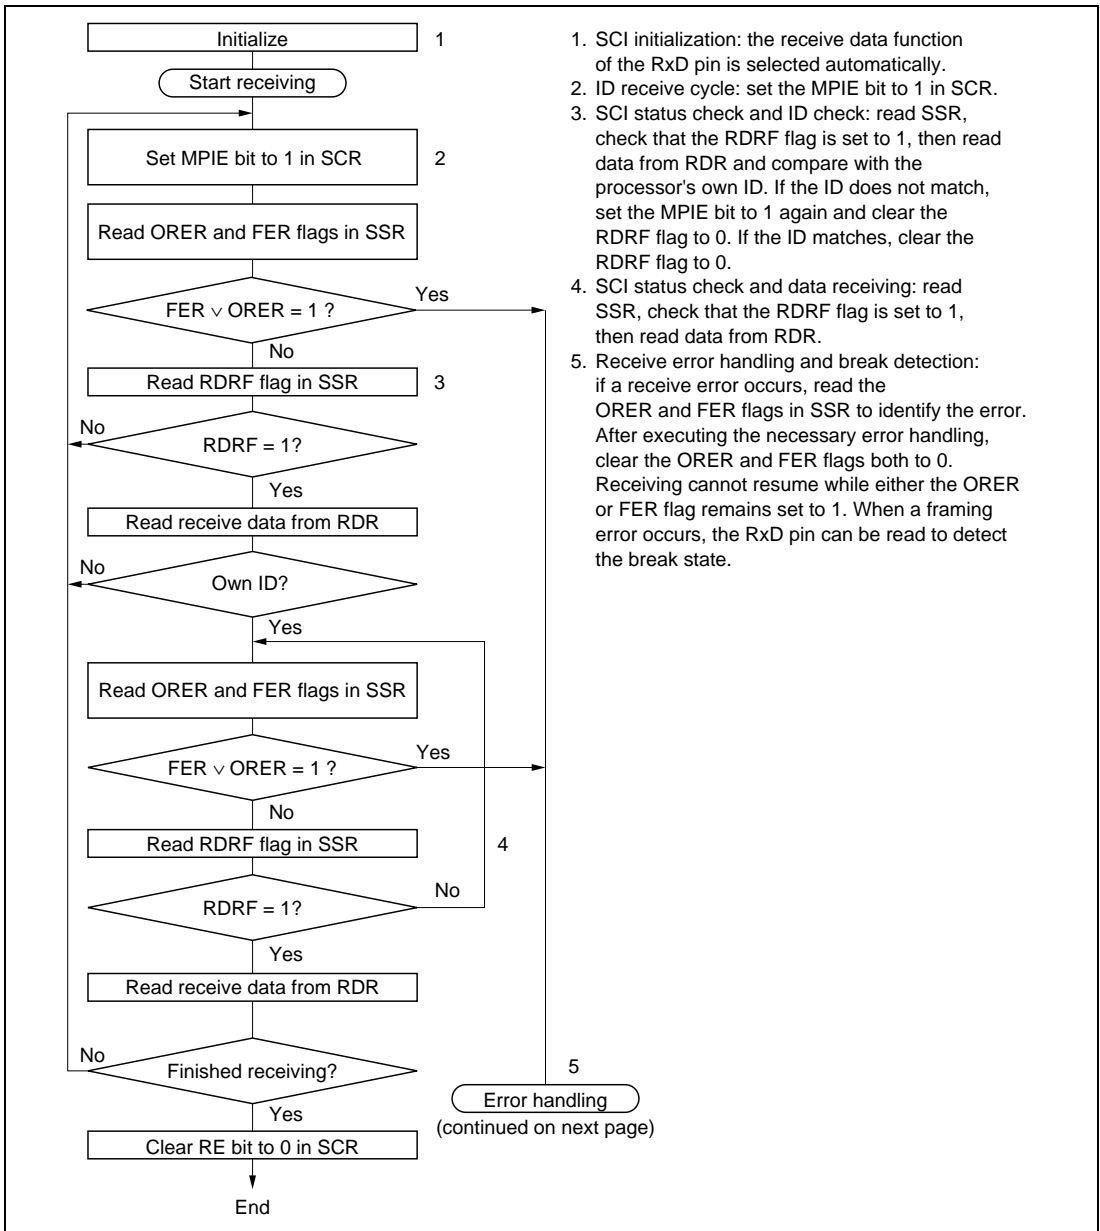 Initialize
1
Start receiving
Set MPIE bit to 1 in SCR
2
Read ORER and FER flags in SSR
FER ∨ ORER = 1 ?
Yes
No
Read RDRF flag in SSR
3
RDRF = 1?
No
Yes
Read receive data from RDR
Own ID?
No
Yes
Read ORER and FER flags in SSR
FER ∨ ORER = 1 ?
Yes
No
Read RDRF flag in SSR
4
RDRF = 1?
No
Yes
Read receive data from RDR
Finished receiving?
No
Yes
Clear RE bit to 0 in SCR
End
5
Error handling
(continued on next page)
1. SCI initialization: the receive data function
of the RxD pin is selected automatically.
2. ID receive cycle: set the MPIE bit to 1 in SCR.
3. SCI status check and ID check: read SSR,
check that the RDRF flag is set to 1, then read
data from RDR and compare with the
processor's own ID. If the ID does not match,
set the MPIE bit to 1 again and clear the
RDRF flag to 0. If the ID matches, clear the
RDRF flag to 0.
4. SCI status check and data receiving: read
SSR, check that the RDRF flag is set to 1,
then read data from RDR.
5. Receive error handling and break detection:
if a receive error occurs, read the
ORER and FER flags in SSR to identify the error.
After executing the necessary error handling,
clear the ORER and FER flags both to 0.
Receiving cannot resume while either the ORER
or FER flag remains set to 1. When a framing
error occurs, the RxD pin can be read to detect
the break state.